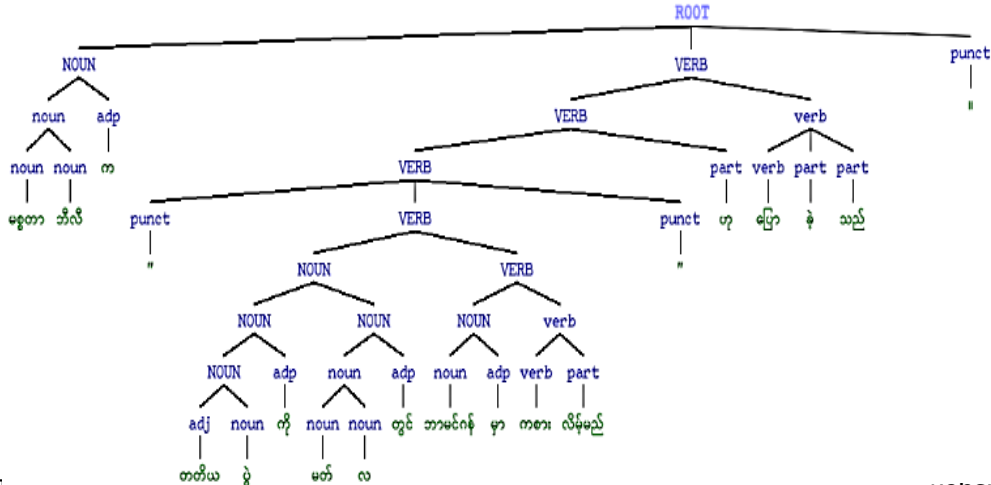 ROOT
NOUN VERB punct
noun adp VERB verb ။
noun noun က VERB part verb part part
မစ္စတာ ဘီလီ punct VERB punct ဟု ပြော ခဲ့ သည်
" NOUN VERB "
NOUN NOUN NOUN verb
NOUN adp noun adp noun adp verb part
adj noun ကို noun noun တွင် ဘာမင်ဂန် မှာ ကစား လိမ့်မည်
တတိယ ပွဲ မတ် လ